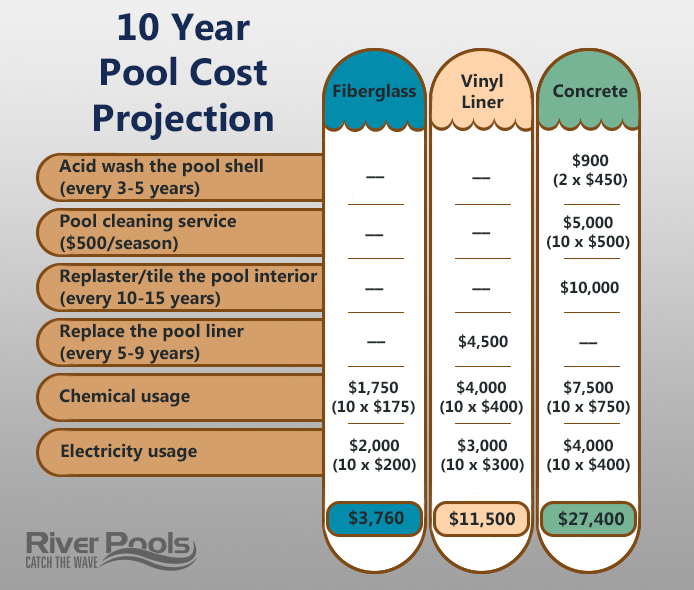 10 Year
Pool Cost
Projection
Fiberglass
Vinyl
Liner
Concrete
Acid wash the pool shell
(every 3-5 years)
—
—
$900
(2 x $450)
Pool cleaning service
($500/season)
—
—
$5,000
(10 x $500)
Replaster/tile the pool interior
(every 10-15 years)
—
—
$10,000
Replace the pool liner
(every 5-9 years)
—
$4,500
—
Chemical usage
$1,750
(10 x $175)
$4,000
(10 x $400)
$7,500
(10 x $750)
Electricity usage
$2,000
(10 x $200)
$3,000
(10 x $300)
$4,000
(10 x $400)
$3,760
$11,500
$27,400
River Pools
CATCH THE WAVE